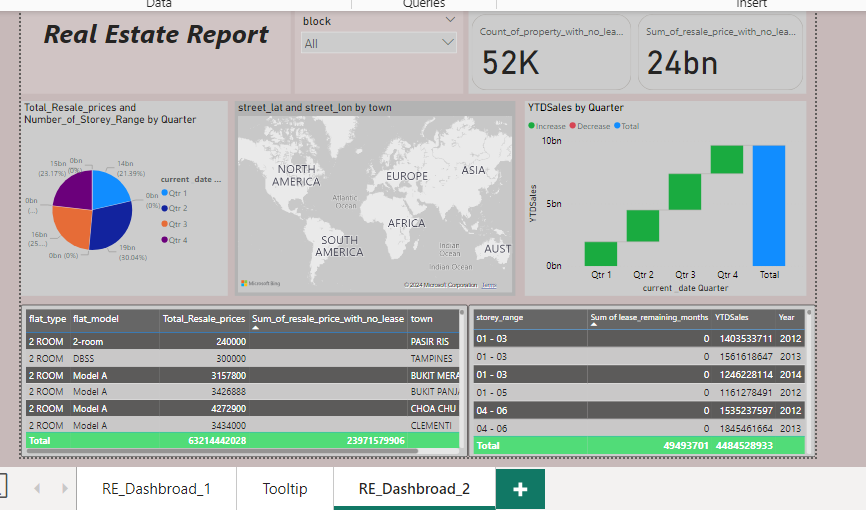 Data Queries Insert
Real Estate Report
block
All
Count_of_property_with_no_lea...
52K
Sum_of_resale_price_with_no_lea...
24bn
Total_Resale_prices and
Number_of_Storey_Range by Quarter
15bn
(23.17%)
0bn
(0%)
14bn
(21.39%)
0bn
(0%)
19bn
(30.04%)
0bn (0%)
16bn
(25....)
0bn
(...)
current _date ...
Qtr 1
Qtr 2
Qtr 3
Qtr 4
street_lat and street_lon by town
NORTH
AMERICA
EUROPE
ASIA
Atlantic
Ocean
AFRICA
SOUTH
AMERICA
Indian
Ocean
AUST
Indian Ocean
Microsoft Bing
© 2024 Microsoft Corporation Terms
YTDSales by Quarter
Increase Decrease Total
10bn
5bn
0bn
YTDSales
Qtr 1 Qtr 2 Qtr 3 Qtr 4 Total
current _date Quarter
flat_type flat_model Total_Resale_prices Sum_of_resale_price_with_no_lease town
2 ROOM 2-room 240000 PASIR RIS
2 ROOM DBSS 300000 TAMPINES
2 ROOM Model A 3157800 BUKIT MERA
2 ROOM Model A 3426888 BUKIT PANJA
2 ROOM Model A 4272900 CHOA CHU
2 ROOM Model A 3434000 CLEMENTI
Total 63214442028 23971579906
storey_range Sum of lease_remaining_months YTDSales Year
01 - 03 0 1403533711 2012
01 - 03 0 1561618647 2013
01 - 03 0 1246228114 2014
01 - 05 0 1161278491 2012
04 - 06 0 1535237597 2012
04 - 06 0 1845461664 2013
Total 49493701 4484528933
RE_Dashbroad_1 Tooltip RE_Dashbroad_2 +